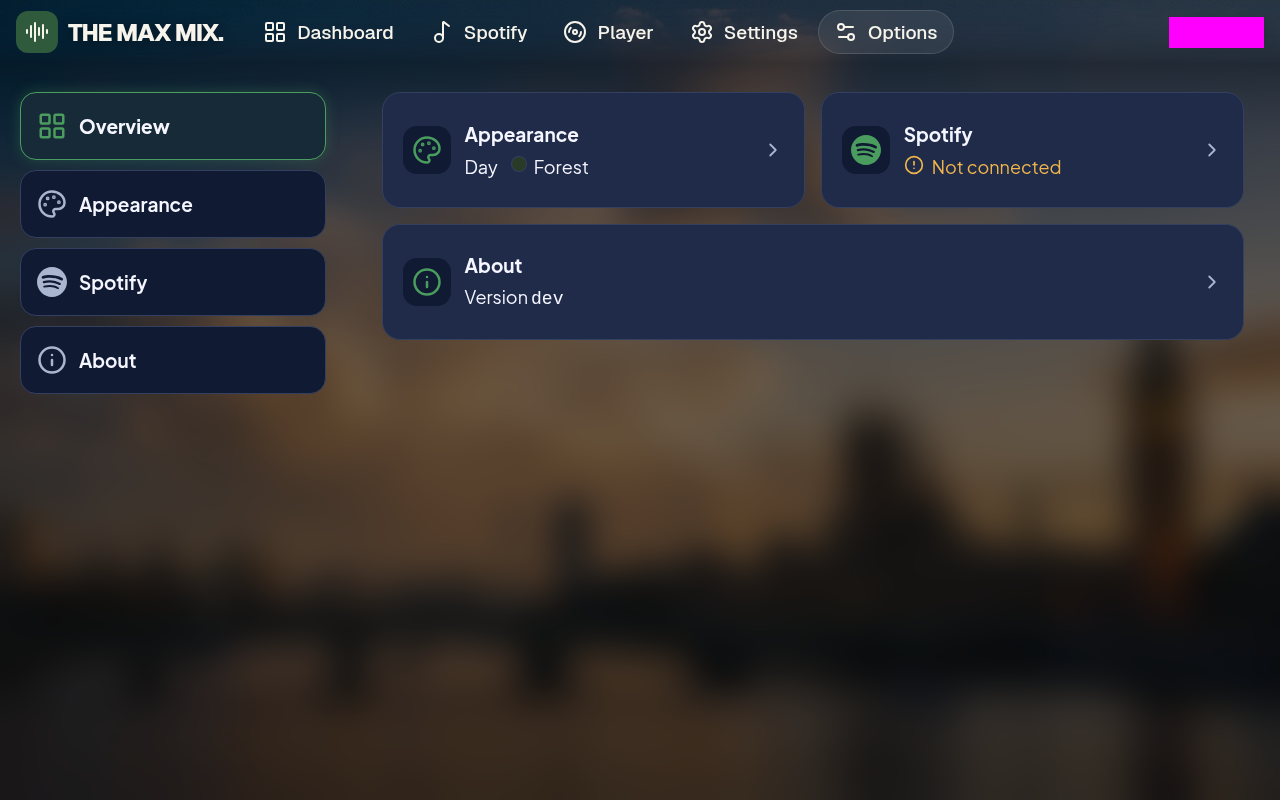 THE MAX MIX.
Dashboard
Spotify
Player
Settings
Options
Overview
Appearance
Spotify
About
Appearance
Day Forest
Spotify
Not connected
About
Version dev